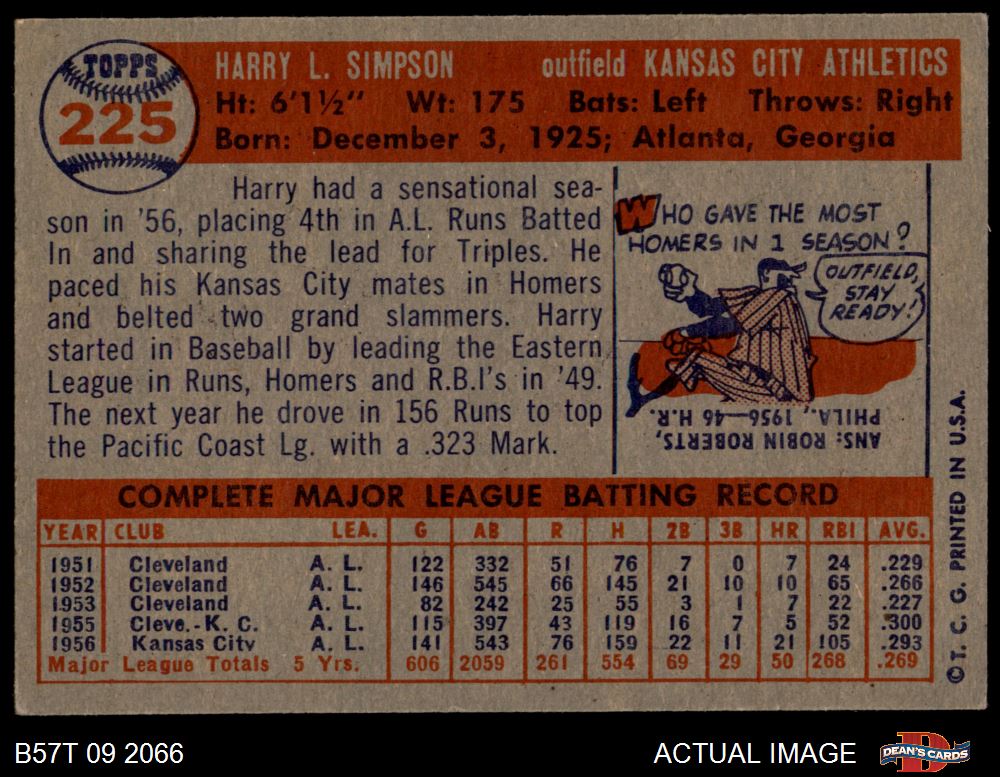 TOPPS
225
HARRY L. SIMPSON outfield KANSAS CITY ATHLETICS
Ht: 6'1½" Wt: 175 Bats: Left Throws: Right
Born: December 3, 1925; Atlanta, Georgia
Harry had a sensational sea-
son in '56, placing 4th in A.L. Runs Batted
In and sharing the lead for Triples. He
paced his Kansas City mates in Homers
and belted two grand slammers. Harry
started in Baseball by leading the Eastern
League in Runs, Homers and R.B.I's in '49.
The next year he drove in 156 Runs to top
the Pacific Coast Lg. with a .323 Mark.
WHO GAVE THE MOST
HOMERS IN 1 SEASON?
OUTFIELD,
STAY
READY!
ANS: ROBIN ROBERTS,
PHILA., 1956—46 H.R.
COMPLETE MAJOR LEAGUE BATTING RECORD
YEAR CLUB LEA. G AB R H 2B 3B HR RBI AVG.
1951 Cleveland A. L. 122 332 51 76 7 0 7 24 .229
1952 Cleveland A. L. 146 545 66 145 21 10 10 65 .266
1953 Cleveland A. L. 82 242 25 55 3 1 7 22 .227
1955 Cleve.-K. C. A. L. 115 397 43 119 16 7 5 52 .300
1956 Kansas City A. L. 141 543 76 159 22 11 21 105 .293
Major League Totals 5 Yrs. 606 2059 261 554 69 29 50 268 .269
© T. C. G. PRINTED IN U.S.A.
B57T 09 2066
ACTUAL IMAGE
D
DEAN'S CARDS